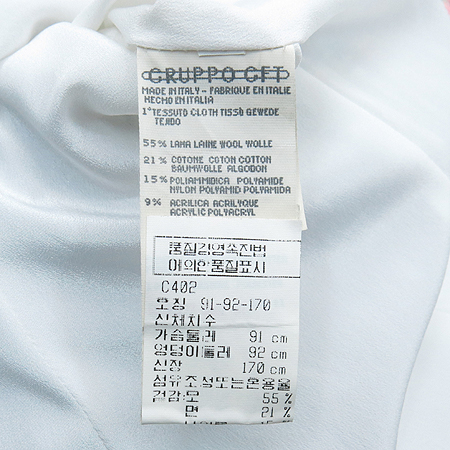 GRUPPO GFT
MADE IN ITALY - FABRIQUE EN ITALIE
HECHO EN ITALIA
1°TESSUTO CLOTH TISSÒ GEWEDE
TEJIDO
55% LANA LAINE WOOL WOLLE
21% COTONE COTON COTTON
BAUMWOLLE ALGODON
15% POLIAMMIDICA POLYAMIDE
NYLON POLYAMID POLYAMIDA
9% ACRILICA ACRILYQUE
ACRYLIC POLYACRYL
품질경영촉진법
에 의한 품질표시
C402
호칭 91-92-170
신체치수
가슴둘레 91 cm
엉덩이둘레 92 cm
신장 170 cm
섬유 조성또는혼용율
겉감:모 55 %
면 21 %